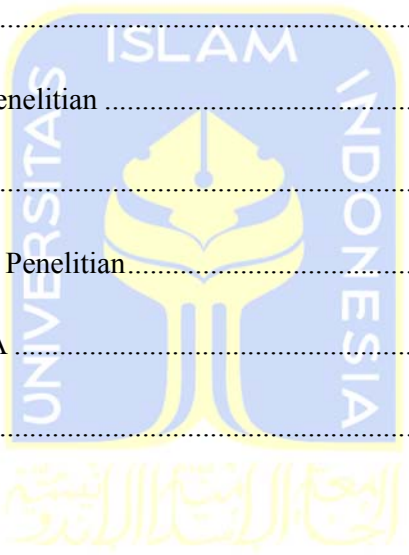 ISLAM
UNIVERSITAS
INDONESIA
.......................................................
enelitian .......................................
.......................................................
Penelitian....................................
A ....................................................
.......................................................